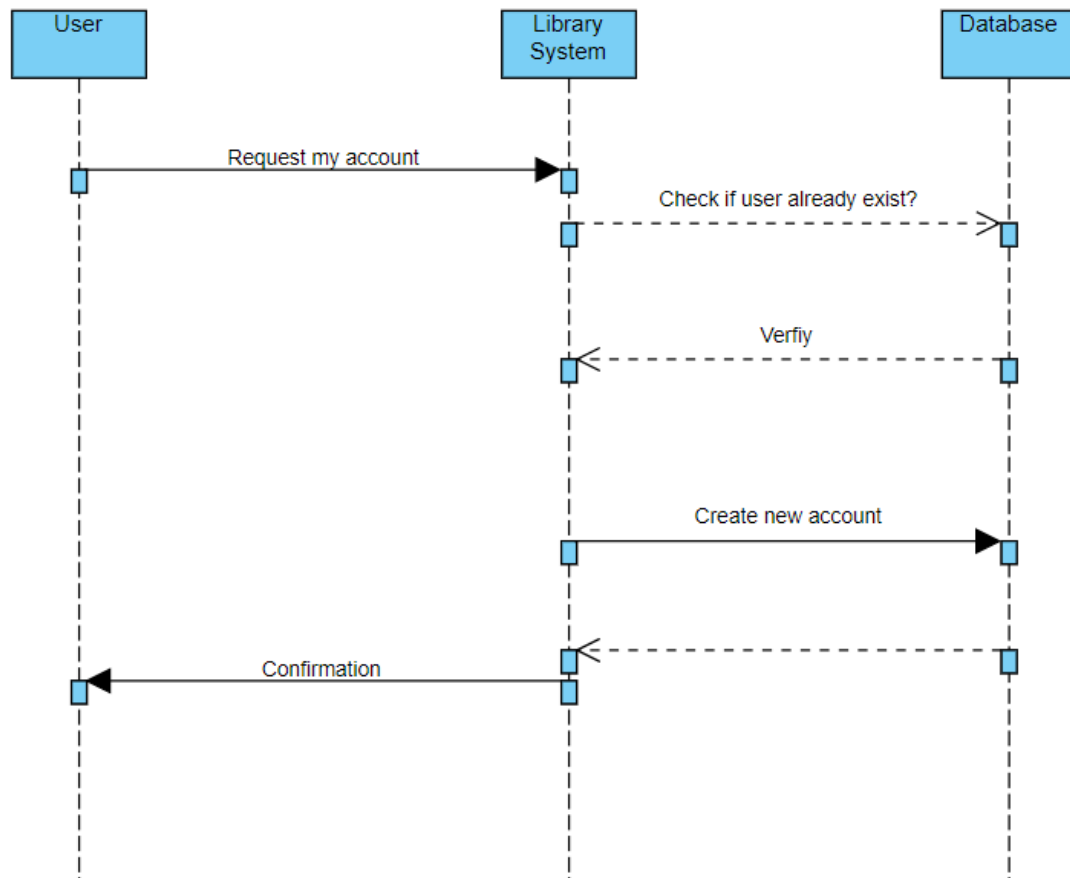 User
Library
System
Database
Request my account
Check if user already exist?
Verfiy
Create new account
Confirmation